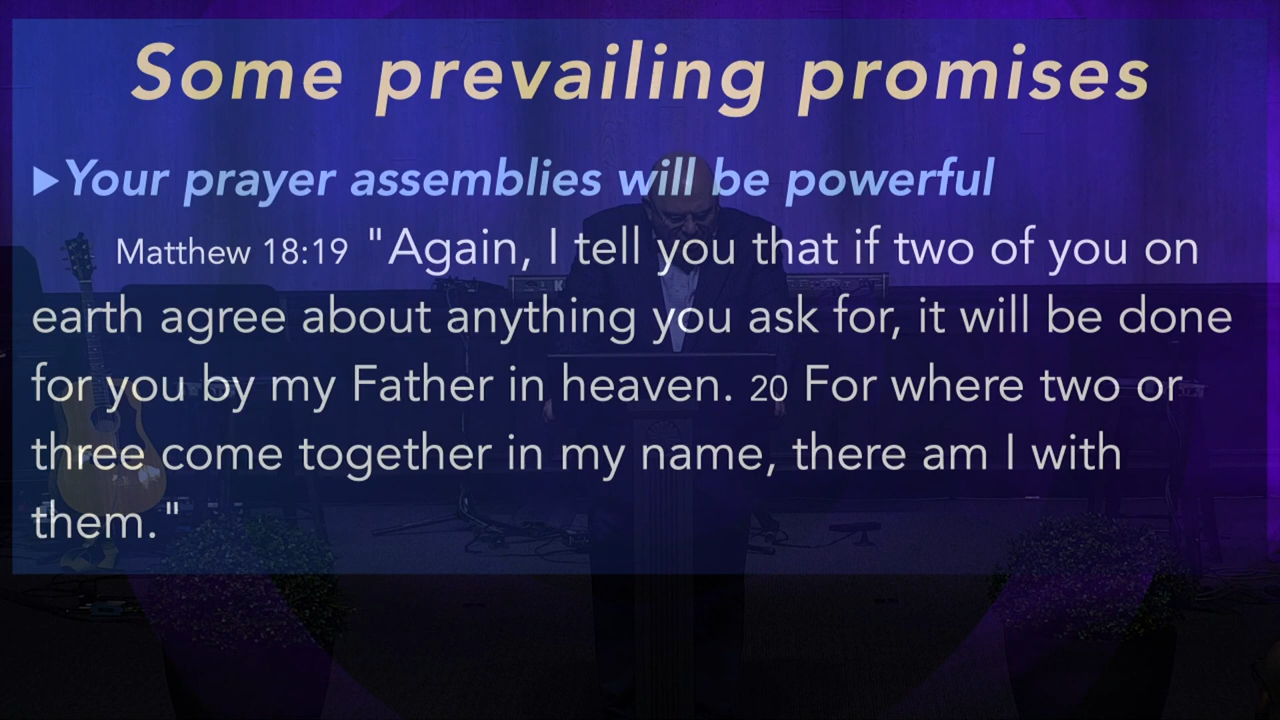 Some prevailing promises
▶Your prayer assemblies will be powerful
Matthew 18:19 "Again, I tell you that if two of you on
earth agree about anything you ask for, it will be done
for you by my Father in heaven. 20 For where two or
three come together in my name, there am I with
them."